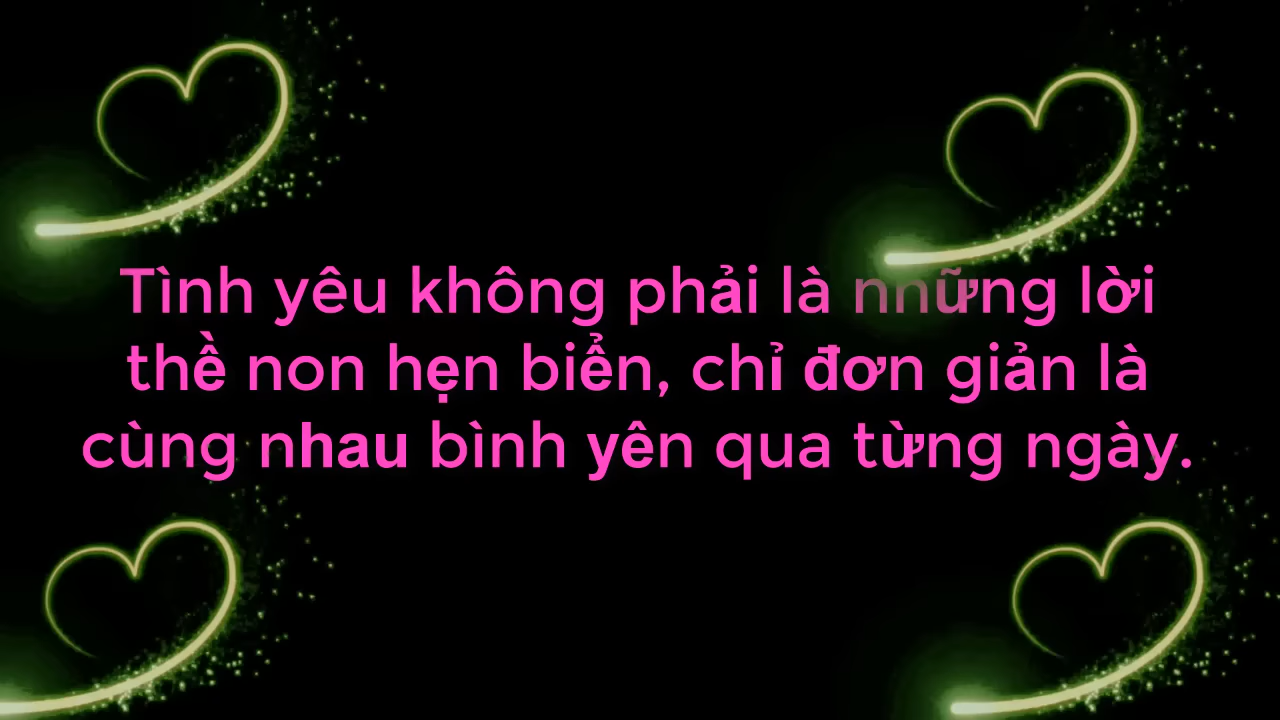 Tình yêu không phải là những lời
thề non hẹn biển, chỉ đơn giản là
cùng nhau bình yên qua từng ngày.